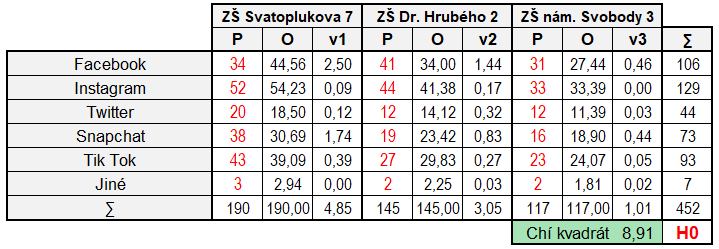 ZŠ Svatoplukova 7 ZŠ Dr. Hrubého 2 ZŠ nám. Svobody 3
P O v1 P O v2 P O v3 ∑
Facebook 34 44,56 2,50 41 34,00 1,44 31 27,44 0,46 106
Instagram 52 54,23 0,09 44 41,38 0,17 33 33,39 0,00 129
Twitter 20 18,50 0,12 12 14,12 0,32 12 11,39 0,03 44
Snapchat 38 30,69 1,74 19 23,42 0,83 16 18,90 0,44 73
Tik Tok 43 39,09 0,39 27 29,83 0,27 23 24,07 0,05 93
Jiné 3 2,94 0,00 2 2,25 0,03 2 1,81 0,02 7
∑ 190 190,00 4,85 145 145,00 3,05 117 117,00 1,01 452
Chí kvadrát 8,91 H0